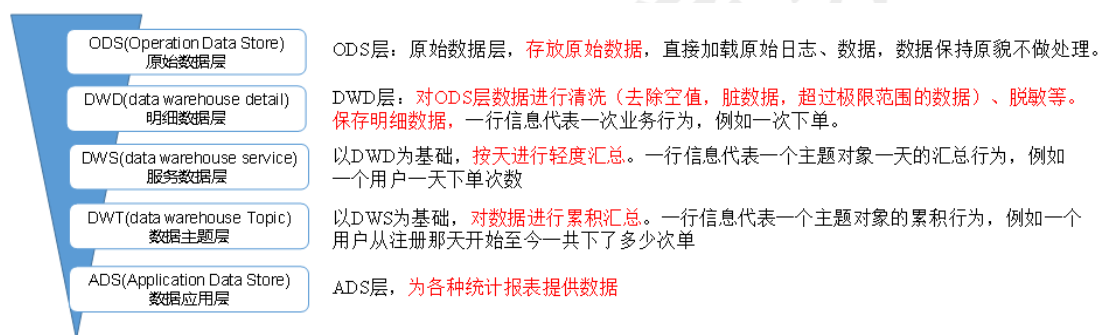 ODS(Operation Data Store)
原始数据层
ODS层：原始数据层，存放原始数据，直接加载原始日志、数据，数据保持原貌不做处理。
DWD(data warehouse detail)
明细数据层
DWD层：对ODS层数据进行清洗（去除空值，脏数据，超过极限范围的数据）、脱敏等。
保存明细数据，一行信息代表一次业务行为，例如一次下单。
DWS(data warehouse service)
服务数据层
以DWD为基础，按天进行轻度汇总。一行信息代表一个主题对象一天的汇总行为，例如
一个用户一天下单次数
DWT(data warehouse Topic)
数据主题层
以DWS为基础，对数据进行累积汇总。一行信息代表一个主题对象的累积行为，例如一个
用户从注册那天开始至今一共下了多少次单
ADS(Application Data Store)
数据应用层
ADS层，为各种统计报表提供数据